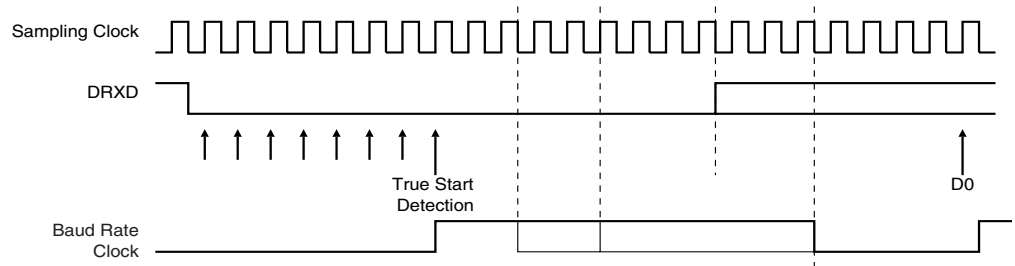 Sampling Clock
DRXD
True Start
Detection
D0
Baud Rate
Clock